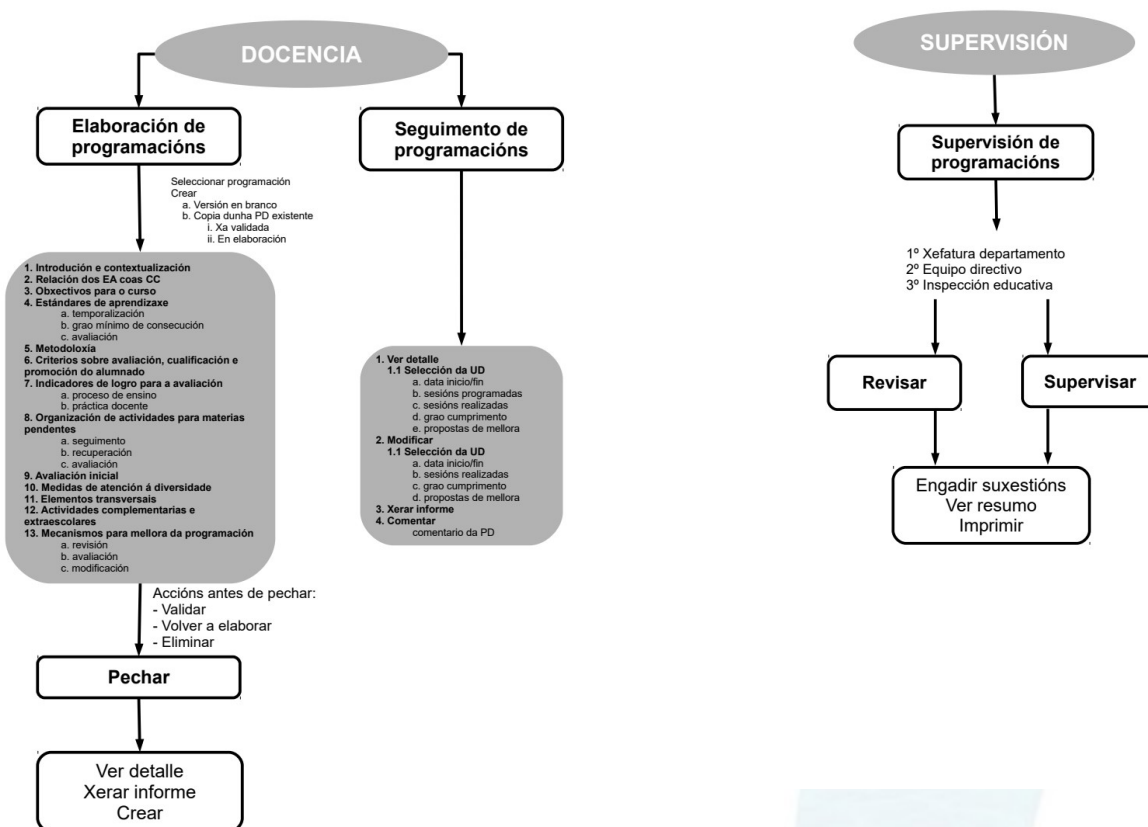 DOCENCIA
Elaboración de
programacións
Seleccionar programación
Crear
a. Versión en branco
b. Copia dunha PD existente
i. Xa validada
ii. En elaboración
1. Introdución e contextualización
2. Relación dos EA coas CC
3. Obxectivos para o curso
4. Estándares de aprendizaxe
a. temporalización
b. grao mínimo de consecución
c. avaliación
5. Metodoloxía
6. Criterios sobre avaliación, cualificación e
promoción do alumnado
7. Indicadores de logro para a avaliación
a. proceso de ensino
b. práctica docente
8. Organización de actividades para materias
pendentes
a. seguimento
b. recuperación
c. avaliación
9. Avaliación inicial
10. Medidas de atención á diversidade
11. Elementos transversais
12. Actividades complementarias e
extraescolares
13. Mecanismos para mellora da programación
a. revisión
b. avaliación
c. modificación
Accións antes de pechar:
- Validar
- Volver a elaborar
- Eliminar
Pechar
Ver detalle
Xerar informe
Crear
Seguimento de
programacións
1. Ver detalle
1.1 Selección da UD
a. data inicio/fin
b. sesións programadas
c. sesións realizadas
d. grao cumprimento
e. propostas de mellora
2. Modificar
1.1 Selección da UD
a. data inicio/fin
b. sesións realizadas
c. grao cumprimento
d. propostas de mellora
3. Xerar informe
4. Comentar
comentario da PD
SUPERVISIÓN
Supervisión de
programacións
1º Xefatura departamento
2º Equipo directivo
3º Inspección educativa
Revisar
Supervisar
Engadir suxestións
Ver resumo
Imprimir